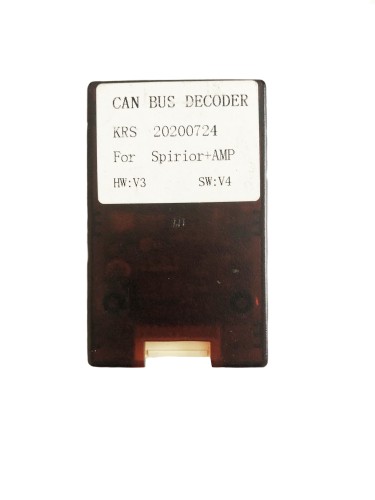 CAN BUS DECODER
KRS 20200724
For Spirior+AMP
HW:V3 SW:V4